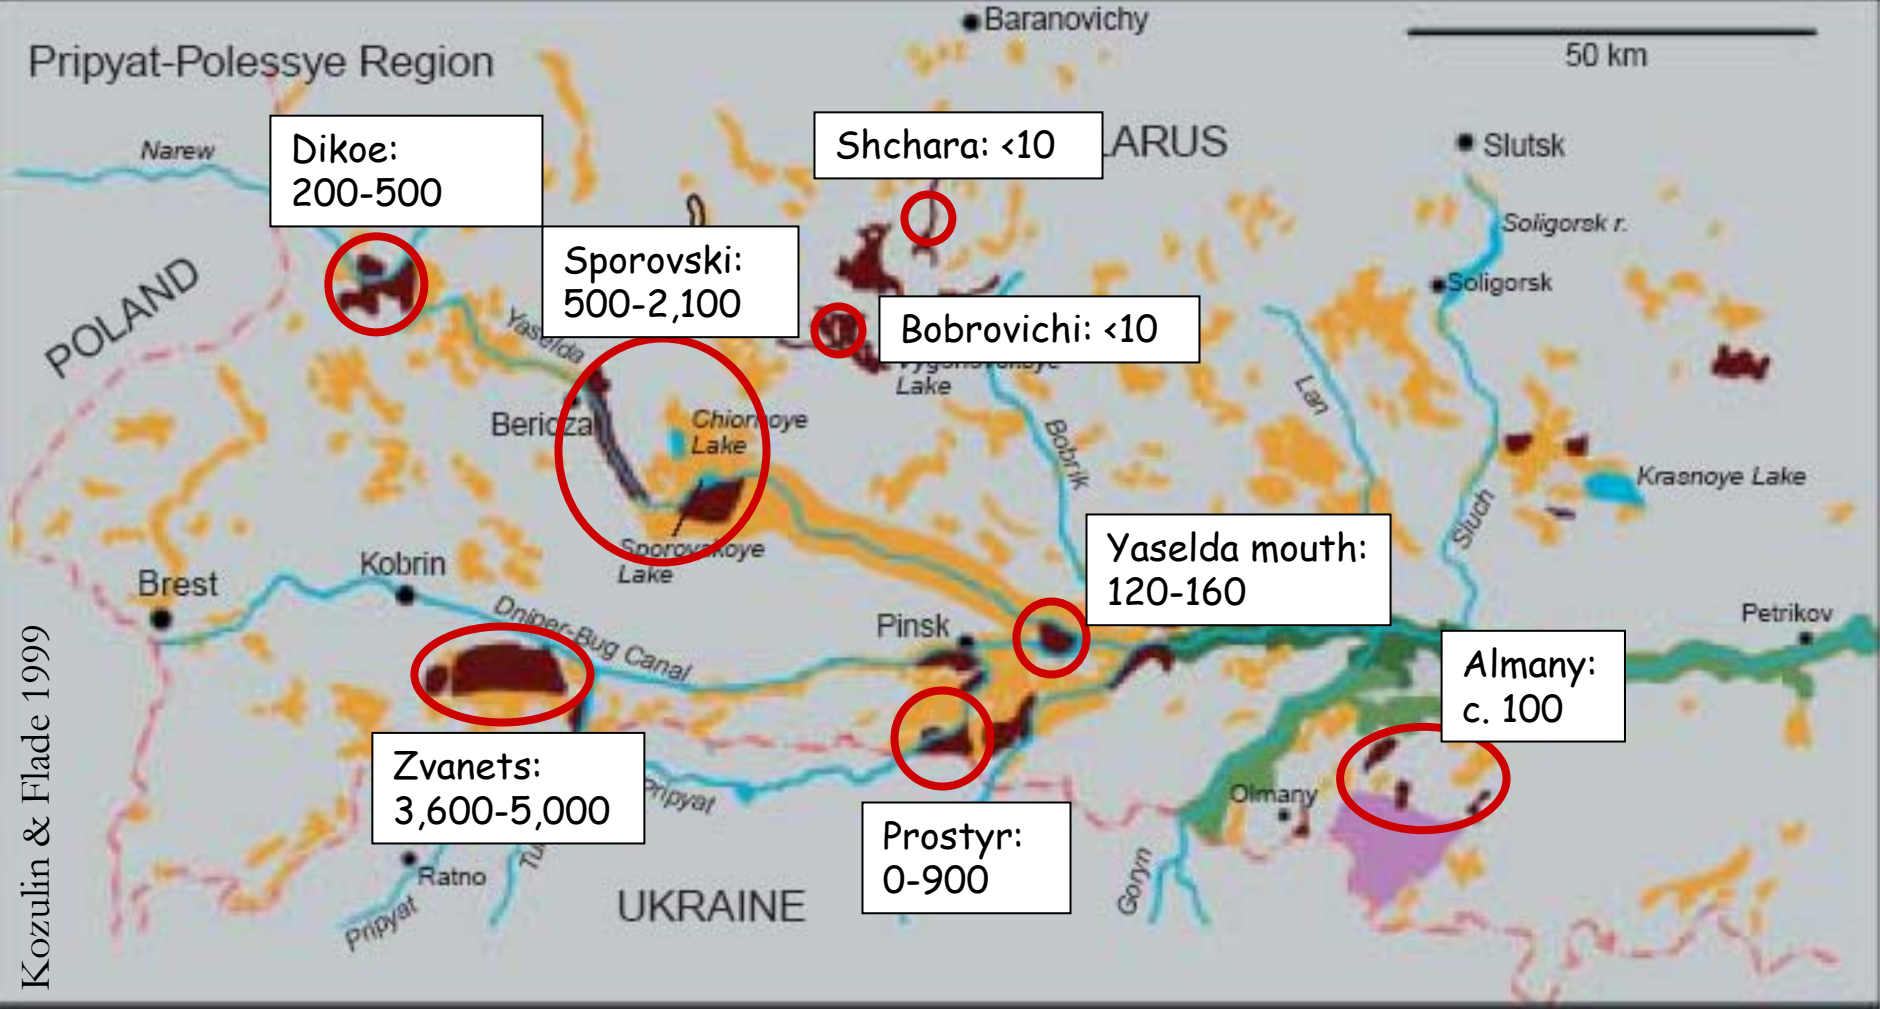 Baranovichy
Pripyat-Polessye Region
50 km
Dikoe:
200-500
Shchara: <10
LARUS
Slutsk
Narew
Soligorsk r.
Sporovski:
500-2,100
POLAND
Soligorsk
Bobrovichi: <10
Yaselda
Lake
Lan
Chiornoye
Lake
Berioza
Bobrik
Krasnoye Lake
Sluch
Sporovskoye
Lake
Yaselda mouth:
120-160
Kobrin
Brest
Dniper-Bug Canal
Pinsk
Petrikov
Almany:
c. 100
Zvanets:
3,600-5,000
Pripyat
Olmany
Prostyr:
0-900
Goryn
Ratno
Pripyat
UKRAINE
Kozulin & Flade 1999